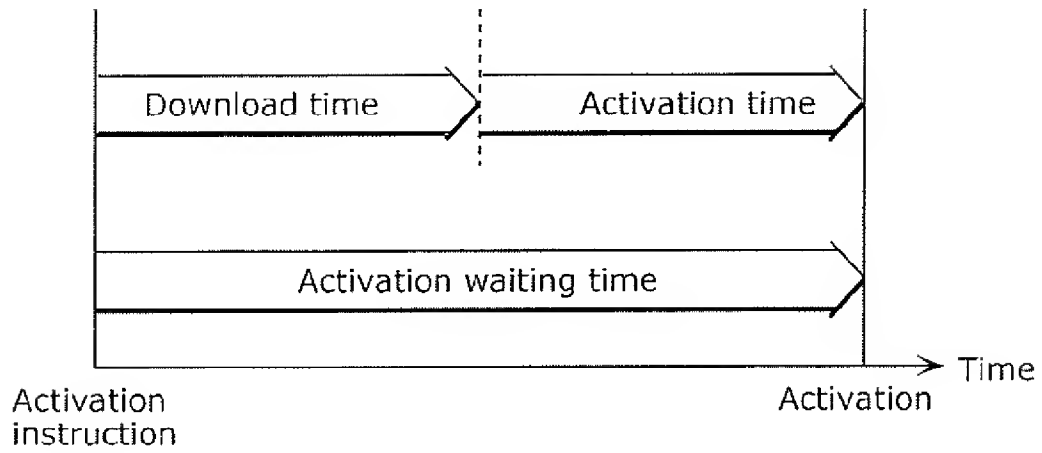 Download time
Activation time
Activation waiting time
Time
Activation
instruction
Activation